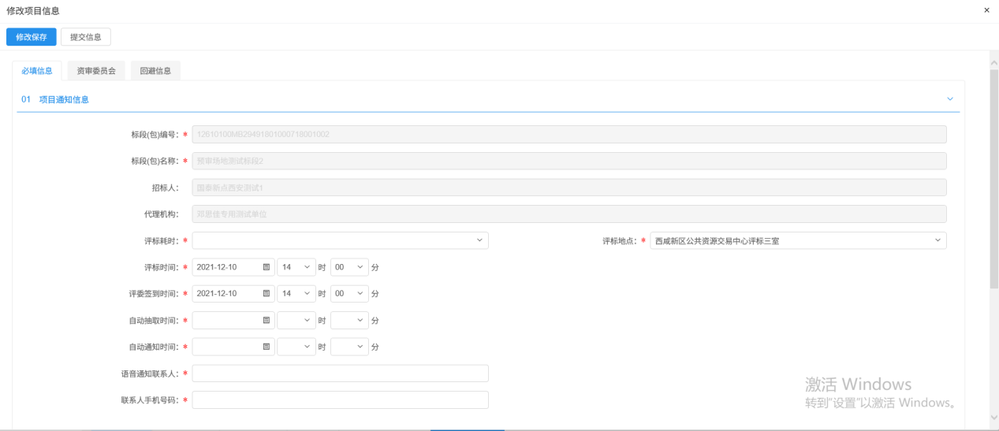 修改项目信息 ×
修改保存 提交信息
必填信息 资审委员会 回避信息
01 项目通知信息
标段(包)编号： * 12610100MB29491801000718001002
标段(包)名称： * 预审场地测试标段2
招标人： 国泰新点西安测试1
代理机构： 邓思佳专用测试单位
评标耗时： * 评标地点： * 西咸新区公共资源交易中心评标三室
评标时间： * 2021-12-10 14 时 00 分
评委签到时间： * 2021-12-10 14 时 00 分
自动抽取时间： * 时 分
自动通知时间： * 时 分
语音通知联系人： *
联系人手机号码： *
激活 Windows
转到"设置"以激活 Windows。